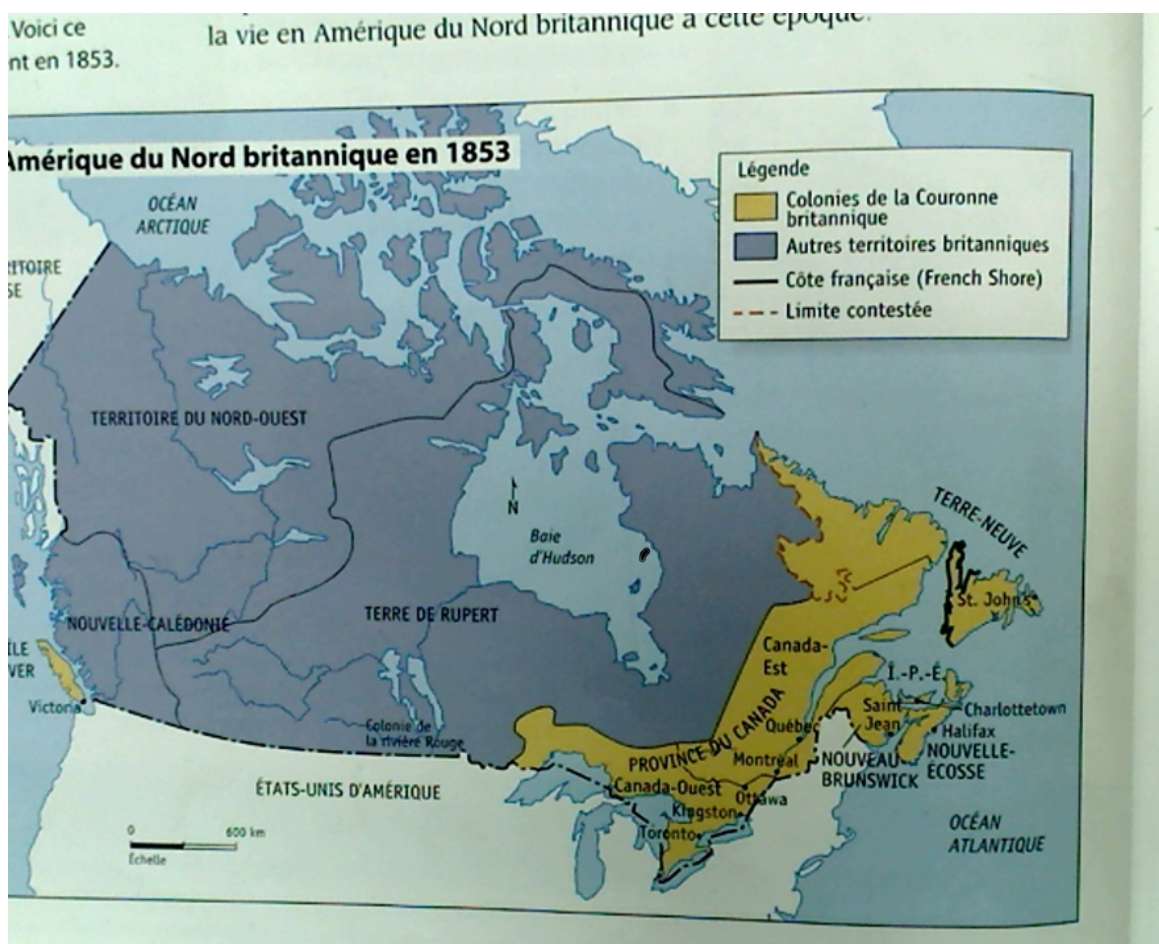 Voici ce
nt en 1853.
la vie en Amérique du Nord britannique à cette époque.
Amérique du Nord britannique en 1853
Légende
Colonies de la Couronne
britannique
Autres territoires britanniques
Côte française (French Shore)
Limite contestée
OCÉAN
ARCTIQUE
RITOIRE
SE
TERRITOIRE DU NORD-OUEST
N
Baie
d'Hudson
TERRE-NEUVE
St. John's
NOUVELLE-CALÉDONIE
TERRE DE RUPERT
ÎLE
VER
Victoria
Canada-
Est
Î.-P.-É.
Saint
Jean
Charlottetown
Halifax
NOUVELLE-
ÉCOSSE
Québec
Montréal
NOUVEAU
BRUNSWICK
PROVINCE DU CANADA
Colonie de
la rivière Rouge
Canada-Ouest
Ottawa
Kingston
Toronto
ÉTATS-UNIS D'AMÉRIQUE
OCÉAN
ATLANTIQUE
0 600 km
Échelle